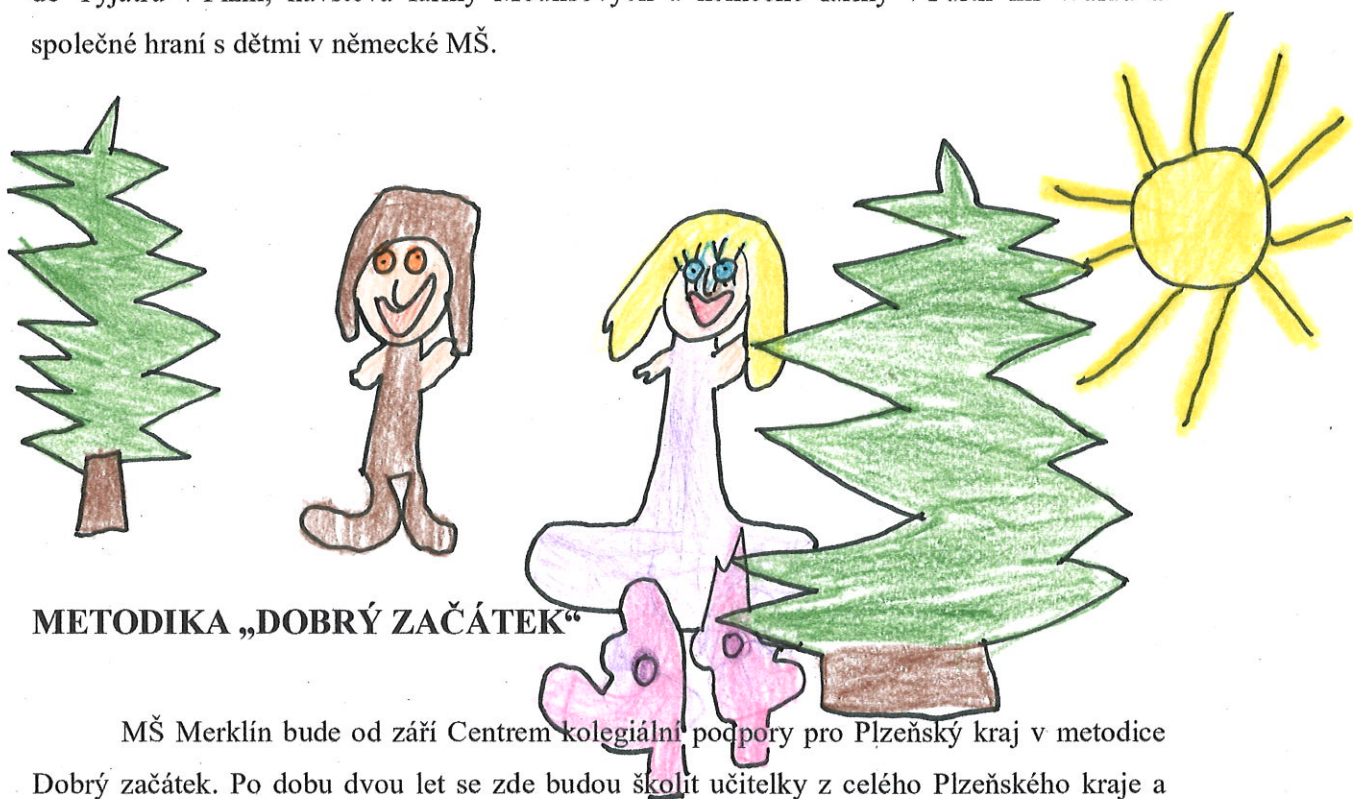 společné hraní s dětmi v německé MŠ.
METODIKA „DOBRÝ ZAČÁTEK“
MŠ Merklín bude od září Centrem kolegiální podpory pro Plzeňský kraj v metodice
Dobrý začátek. Po dobu dvou let se zde budou školit učitelky z celého Plzeňského kraje a